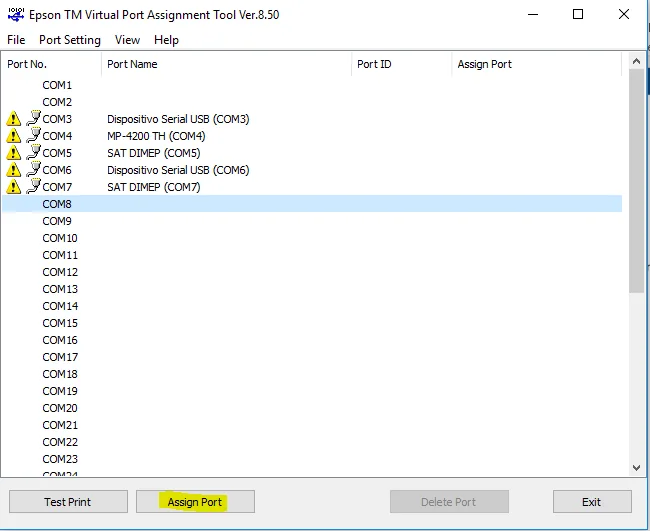 Epson TM Virtual Port Assignment Tool Ver.8.50
File Port Setting View Help
Port No. Port Name Port ID Assign Port
COM1
COM2
COM3 Dispositivo Serial USB (COM3)
COM4 MP-4200 TH (COM4)
COM5 SAT DIMEP (COM5)
COM6 Dispositivo Serial USB (COM6)
COM7 SAT DIMEP (COM7)
COM8
COM9
COM10
COM11
COM12
COM13
COM14
COM15
COM16
COM17
COM18
COM19
COM20
COM21
COM22
COM23
COM24
Test Print Assign Port Delete Port Exit